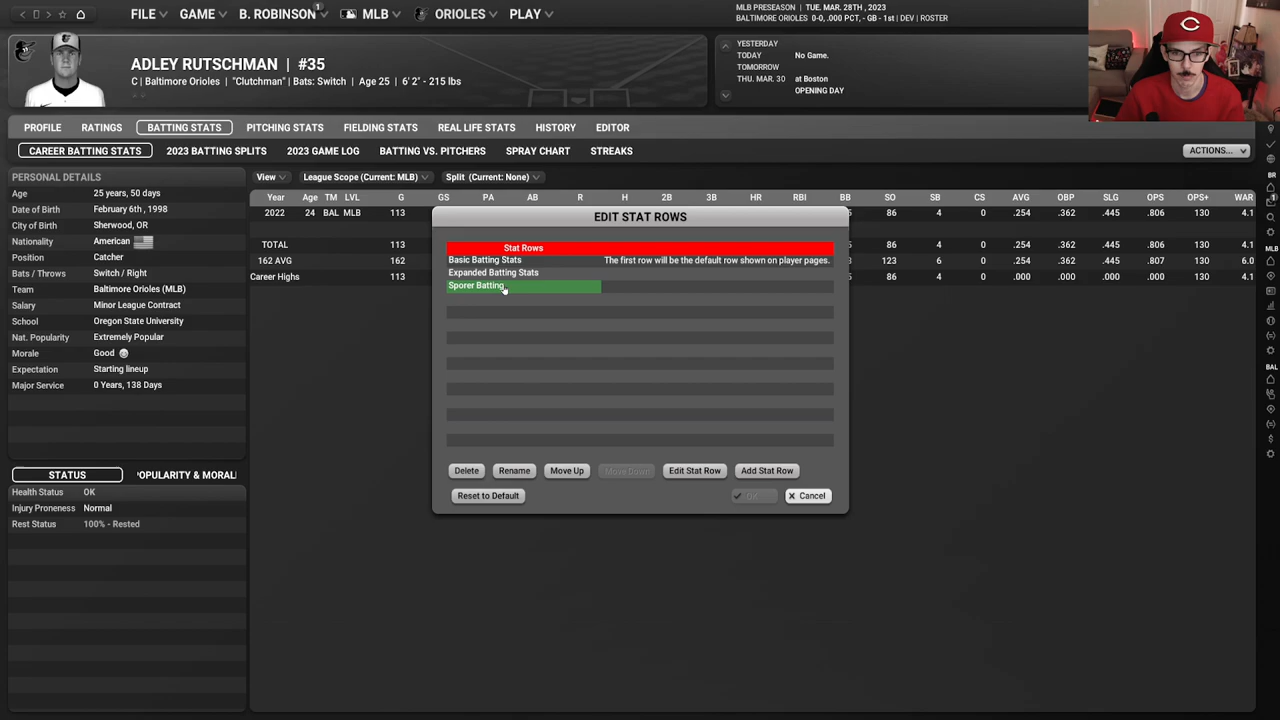 FILE GAME B. ROBINSON 1 MLB ORIOLES PLAY
MLB PRESEASON | TUE. MAR. 28TH , 2023
BALTIMORE ORIOLES 0-0, .000 PCT, - GB - 1st | DEV | ROSTER
ADLEY RUTSCHMAN | #35
C | Baltimore Orioles | "Clutchman" | Bats: Switch | Age 25 | 6' 2" - 215 lbs
YESTERDAY
TODAY No Game.
TOMORROW
THU. MAR. 30 at Boston
OPENING DAY
PROFILE RATINGS BATTING STATS PITCHING STATS FIELDING STATS REAL LIFE STATS HISTORY EDITOR
CAREER BATTING STATS 2023 BATTING SPLITS 2023 GAME LOG BATTING VS. PITCHERS SPRAY CHART STREAKS ACTIONS...
PERSONAL DETAILS
Age 25 years, 50 days
Date of Birth February 6th , 1998
City of Birth Sherwood, OR
Nationality American
Position Catcher
Bats / Throws Switch / Right
Team Baltimore Orioles (MLB)
Salary Minor League Contract
School Oregon State University
Nat. Popularity Extremely Popular
Morale Good
Expectation Starting lineup
Major Service 0 Years, 138 Days
STATUS OPULARITY & MORAL
Health Status OK
Injury Proneness Normal
Rest Status 100% - Rested
View League Scope (Current: MLB) Split (Current: None)
Year Age TM LVL G GS PA AB R H 2B 3B HR RBI BB SO SB CS AVG OBP SLG OPS OPS+ WAR
2022 24 BAL MLB 113 86 4 0 .254 .362 .445 .806 130 4.1
TOTAL 113 86 4 0 .254 .362 .445 .806 130 4.1
162 AVG 162 123 6 0 .254 .362 .445 .807 130 6.0
Career Highs 113 86 4 0 .000 .000 .000 .000 130 4.1
EDIT STAT ROWS
Stat Rows
Basic Batting Stats The first row will be the default row shown on player pages.
Expanded Batting Stats
Sporer Batting
Delete Rename Move Up Move Down Edit Stat Row Add Stat Row
Reset to Default OK Cancel
BR
MLB
BAL